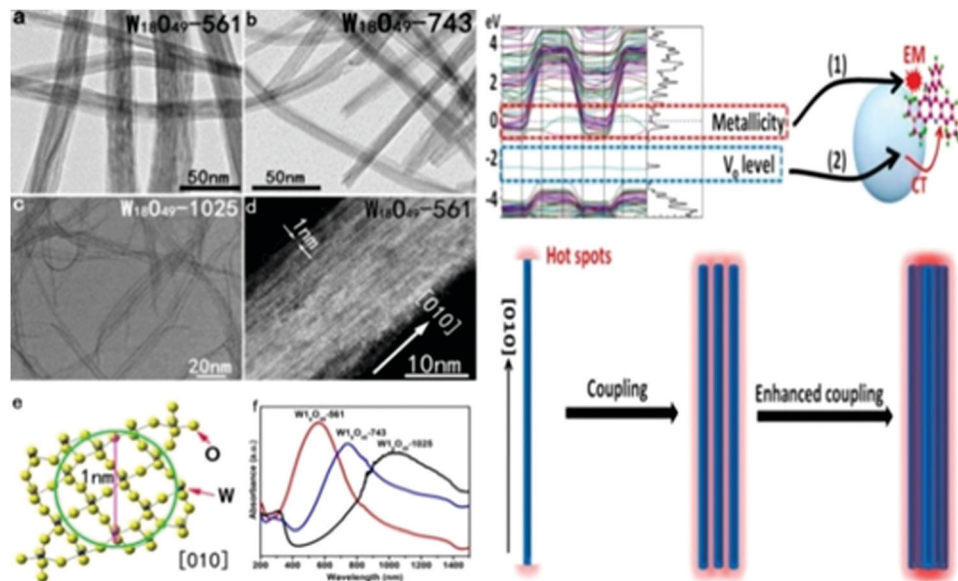 a
W₁₈O₄₉-561
50nm
b
W₁₈O₄₉-743
50nm
c
W₁₈O₄₉-1025
20nm
d
W₁₈O₄₉-561
1nm
[010]
10nm
e
1nm
O
W
[010]
f
Absorbance (a.u.)
W₁₈O₄₉-561
W₁₈O₄₉-743
W₁₈O₄₉-1025
200 400 600 800 1000 1200 1400
Wavelength (nm)
eV
4
2
0
-2
-4
Metallicity
V₀ level
(1)
(2)
EM
CT
Hot spots
[010]
Coupling
Enhanced coupling